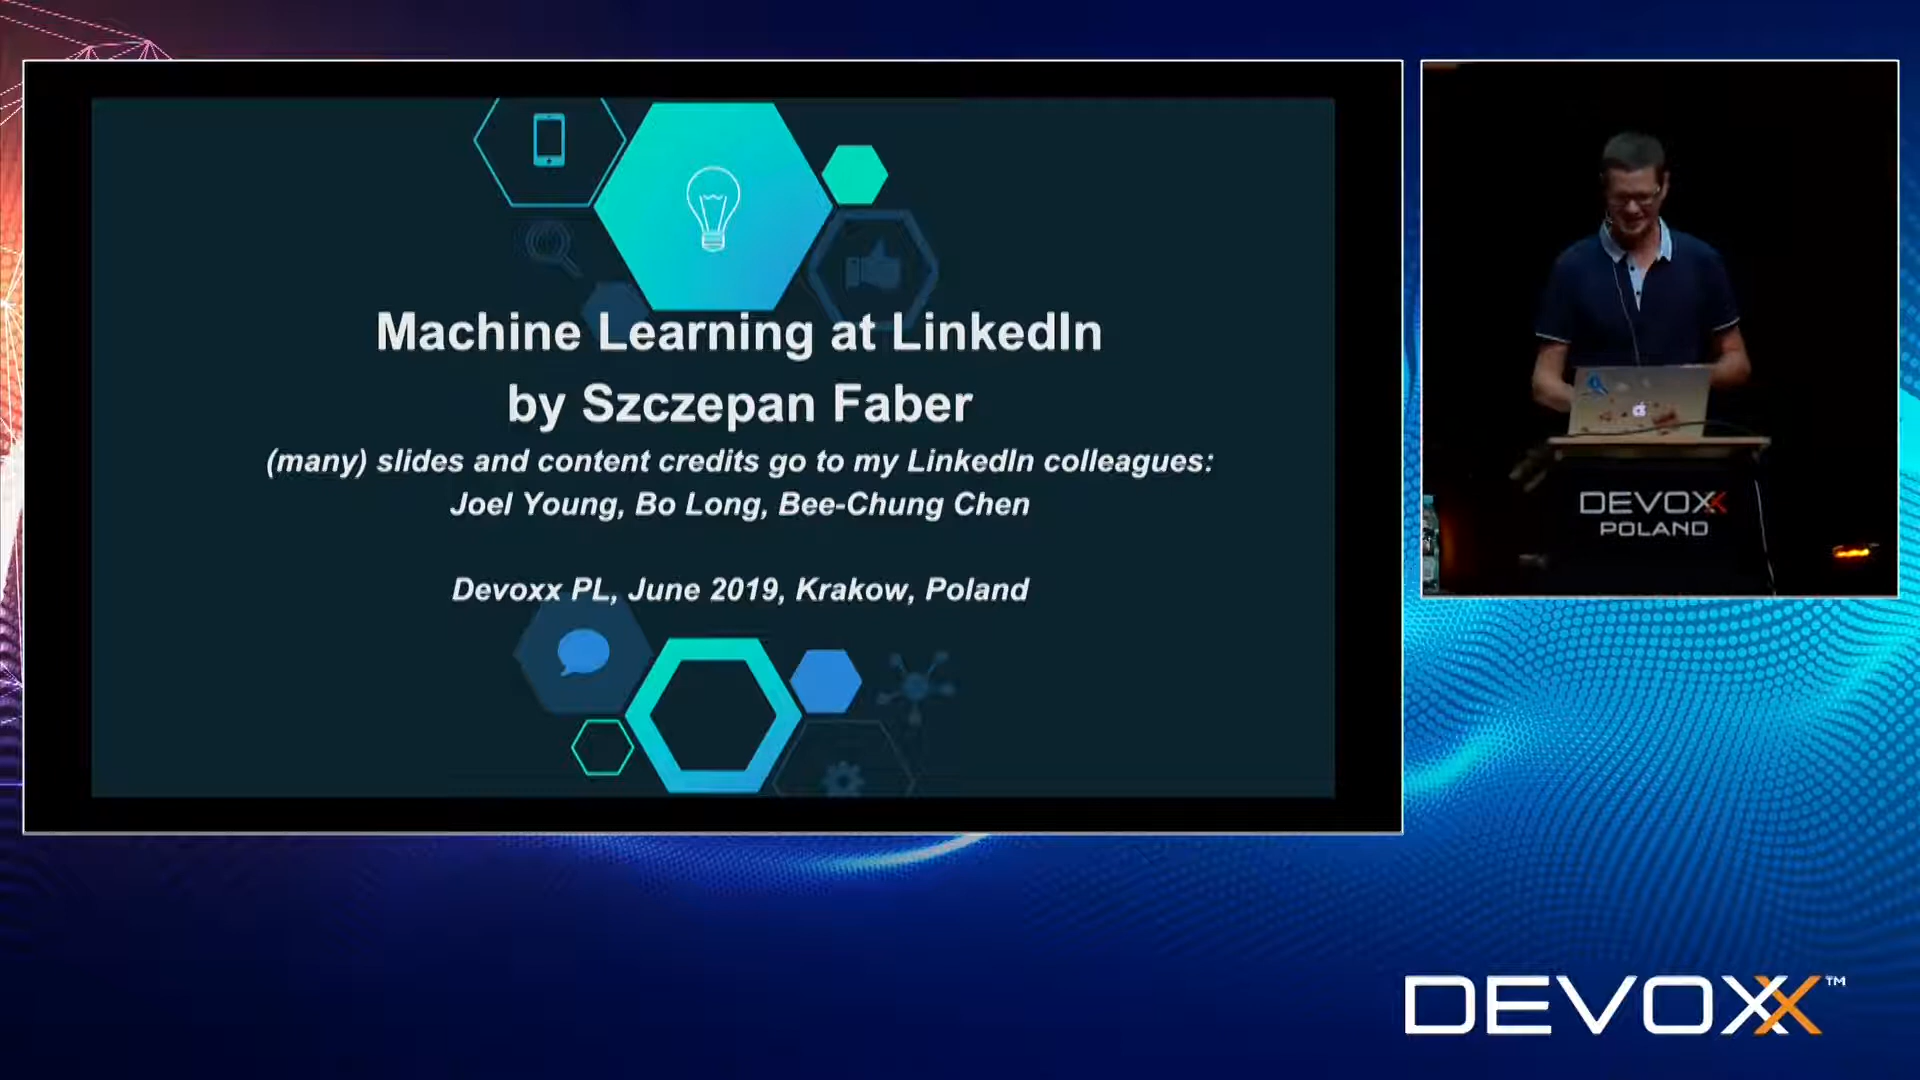 Machine Learning at LinkedIn
by Szczepan Faber
(many) slides and content credits go to my LinkedIn colleagues:
Joel Young, Bo Long, Bee-Chung Chen
Devoxx PL, June 2019, Krakow, Poland
DEVOXX
POLAND
DEVOXX™